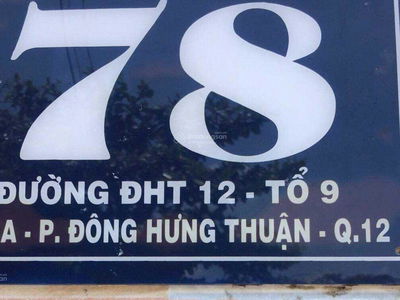 78
ĐƯỜNG ĐHT 12 - TỔ 9
A - P. ĐÔNG HƯNG THUẬN - Q.12